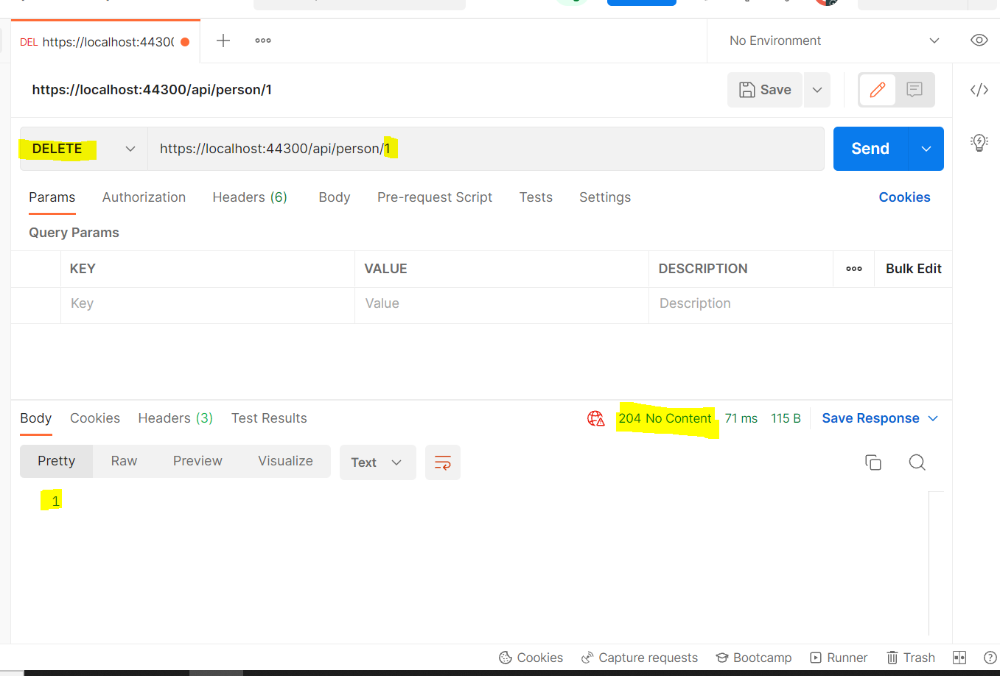 DEL https://localhost:4430
No Environment
https://localhost:44300/api/person/1
Save
DELETE
https://localhost:44300/api/person/1
Send
Params Authorization Headers (6) Body Pre-request Script Tests Settings Cookies
Query Params
KEY VALUE DESCRIPTION Bulk Edit
Key Value Description
Body Cookies Headers (3) Test Results 204 No Content 71 ms 115 B Save Response
Pretty Raw Preview Visualize Text
1
Cookies Capture requests Bootcamp Runner Trash